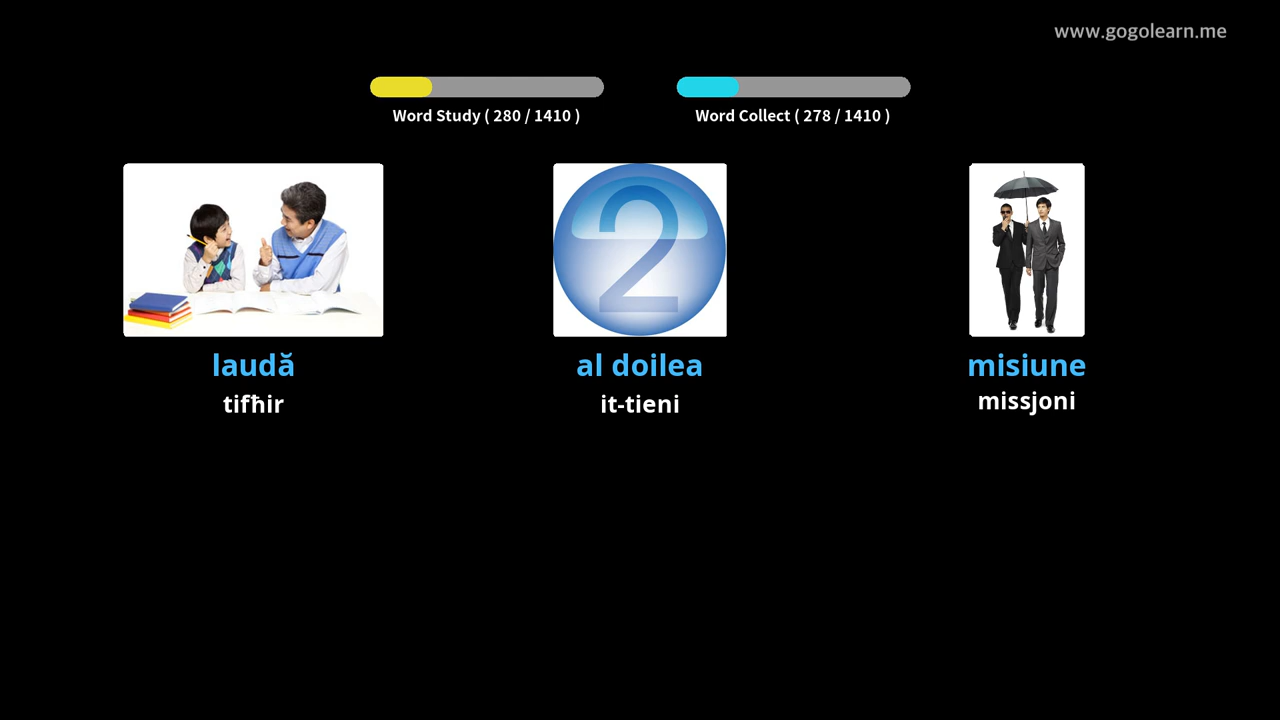 www.gogolearn.me
Word Study ( 280 / 1410 )
Word Collect ( 278 / 1410 )
2
laudă
al doilea
misiune
tifħir
it-tieni
missjoni